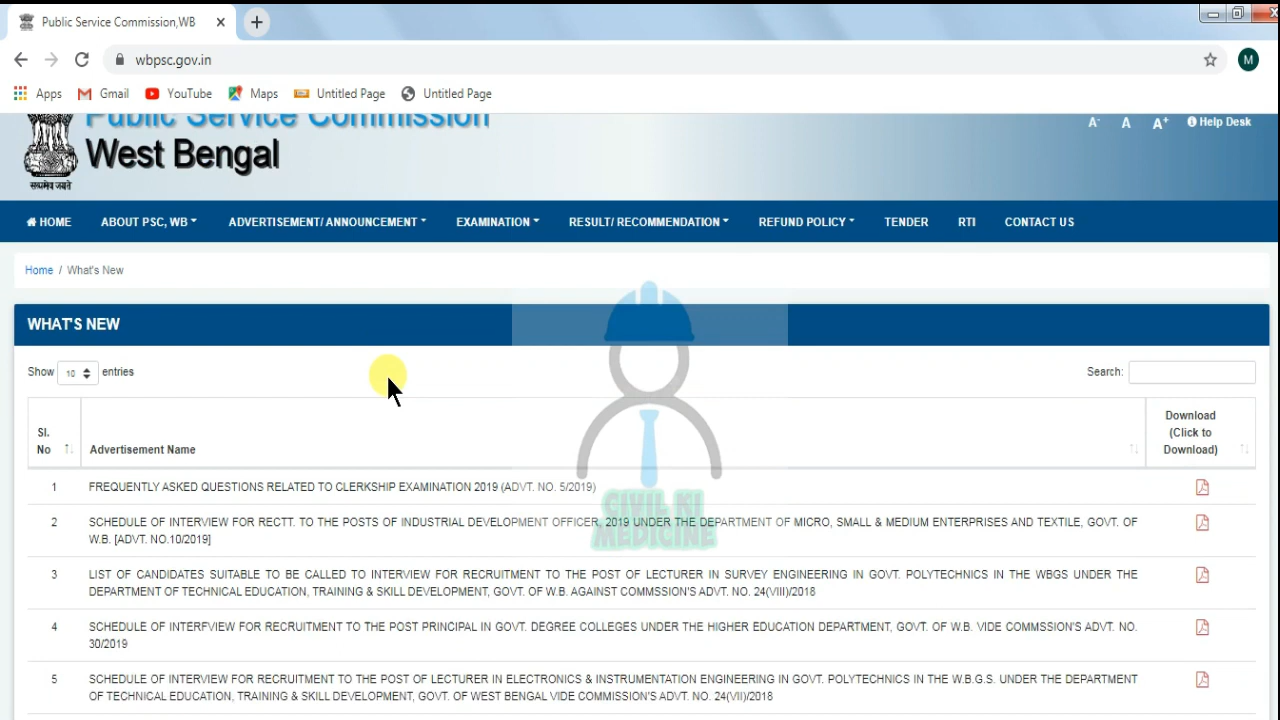 Public Service Commission,WB
wbpsc.gov.in
M
Apps Gmail YouTube Maps Untitled Page Untitled Page
Public Service Commission
West Bengal
सत्यमेव जयते
A- A A+ Help Desk
HOME ABOUT PSC, WB ADVERTISEMENT/ ANNOUNCEMENT EXAMINATION RESULT/ RECOMMENDATION REFUND POLICY TENDER RTI CONTACT US
Home / What's New
WHAT'S NEW
Show 10 entries
Search:
Sl. No
Advertisement Name
Download (Click to Download)
1 FREQUENTLY ASKED QUESTIONS RELATED TO CLERKSHIP EXAMINATION 2019 (ADVT. NO. 5/2019)
2 SCHEDULE OF INTERVIEW FOR RECTT. TO THE POSTS OF INDUSTRIAL DEVELOPMENT OFFICER, 2019 UNDER THE DEPARTMENT OF MICRO, SMALL & MEDIUM ENTERPRISES AND TEXTILE, GOVT. OF
W.B. [ADVT. NO.10/2019]
3 LIST OF CANDIDATES SUITABLE TO BE CALLED TO INTERVIEW FOR RECRUITMENT TO THE POST OF LECTURER IN SURVEY ENGINEERING IN GOVT. POLYTECHNICS IN THE WBGS UNDER THE
DEPARTMENT OF TECHNICAL EDUCATION, TRAINING & SKILL DEVELOPMENT, GOVT. OF W.B. AGAINST COMMSSION'S ADVT. NO. 24(VIII)/2018
4 SCHEDULE OF INTERFVIEW FOR RECRUITMENT TO THE POST PRINCIPAL IN GOVT. DEGREE COLLEGES UNDER THE HIGHER EDUCATION DEPARTMENT, GOVT. OF W.B. VIDE COMMSSION'S ADVT. NO.
30/2019
5 SCHEDULE OF INTERVIEW FOR RECRUITMENT TO THE POST OF LECTURER IN ELECTRONICS & INSTRUMENTATION ENGINEERING IN GOVT. POLYTECHNICS IN THE W.B.G.S. UNDER THE DEPARTMENT
OF TECHNICAL EDUCATION, TRAINING & SKILL DEVELOPMENT, GOVT. OF WEST BENGAL VIDE COMMISSION'S ADVT. NO. 24(VII)/2018
CIVIL KI
MEDICINE